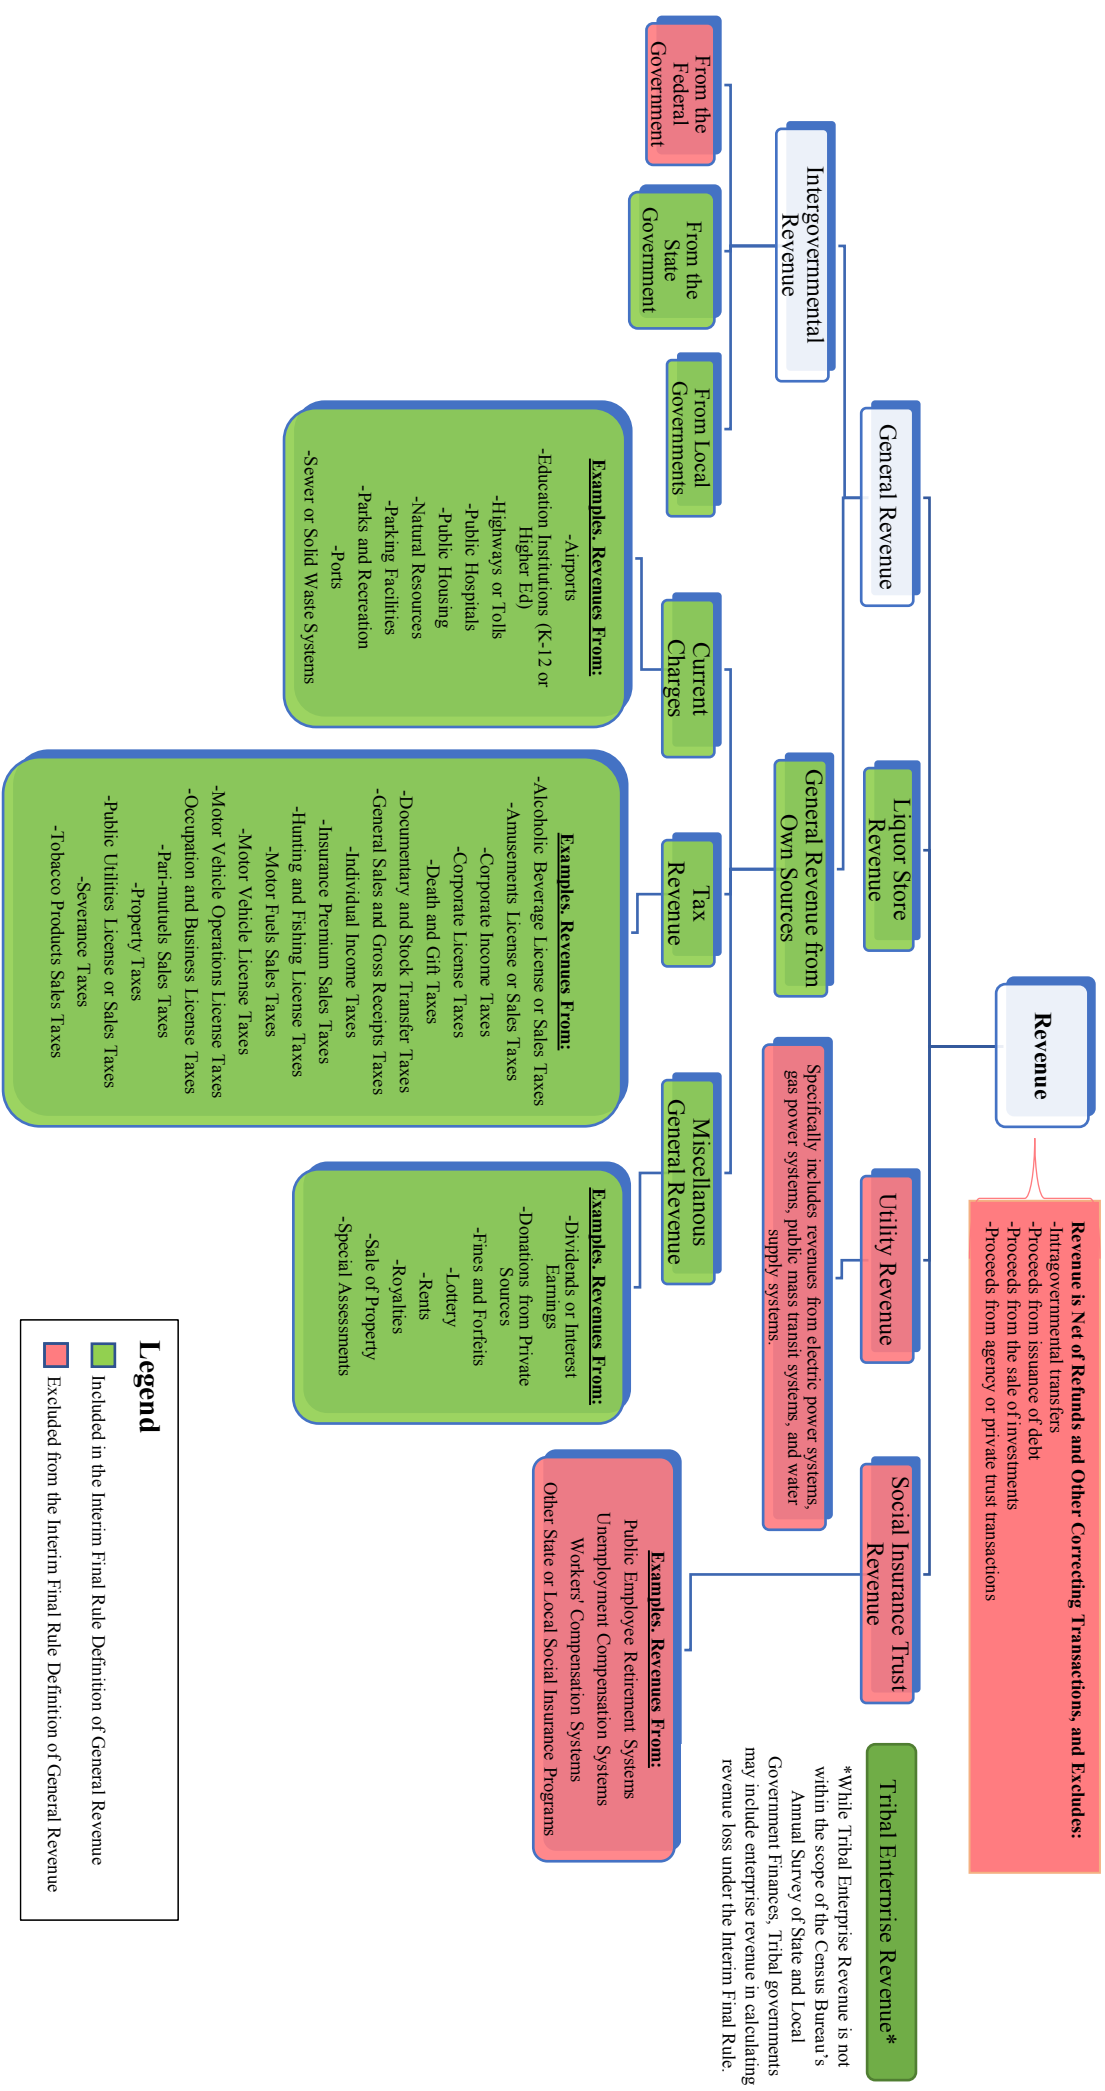 Revenue
Revenue is Net of Refunds and Other Correcting Transactions, and Excludes:
-Intragovernmental transfers
-Proceeds from issuance of debt
-Proceeds from the sale of investments
-Proceeds from agency or private trust transactions
General Revenue
Liquor Store
Revenue
Utility Revenue
Social Insurance Trust
Revenue
Tribal Enterprise Revenue*
*While Tribal Enterprise Revenue is not
within the scope of the Census Bureau’s
Annual Survey of State and Local
Government Finances, Tribal governments
may include enterprise revenue in calculating
revenue loss under the Interim Final Rule.
Intergovernmental
Revenue
General Revenue from
Own Sources
Specifically includes revenues from electric power systems,
gas power systems, public mass transit systems, and water
supply systems.
From the
Federal
Government
From the
State
Government
From Local
Governments
Current
Charges
Tax
Revenue
Miscellanous
General Revenue
Examples. Revenues From:
Public Employee Retirement Systems
Unemployment Compensation Systems
Workers' Compensation Systems
Other State or Local Social Insurance Programs
Examples. Revenues From:
-Airports
-Education Institutions (K-12 or
Higher Ed)
-Highways or Tolls
-Public Hospitals
-Public Housing
-Natural Resources
-Parking Facilities
-Parks and Recreation
-Ports
-Sewer or Solid Waste Systems
Examples. Revenues From:
-Alcoholic Beverage License or Sales Taxes
-Amusements License or Sales Taxes
-Corporate Income Taxes
-Corporate License Taxes
-Death and Gift Taxes
-Documentary and Stock Transfer Taxes
-General Sales and Gross Receipts Taxes
-Individual Income Taxes
-Insurance Premium Sales Taxes
-Hunting and Fishing License Taxes
-Motor Fuels Sales Taxes
-Motor Vehicle License Taxes
-Motor Vehicle Operations License Taxes
-Occupation and Business License Taxes
-Pari-mutuels Sales Taxes
-Property Taxes
-Public Utilities License or Sales Taxes
-Severance Taxes
-Tobacco Products Sales Taxes
Examples. Revenues From:
-Dividends or Interest
Earnings
-Donations from Private
Sources
-Fines and Forfeits
-Lottery
-Rents
-Royalties
-Sale of Property
-Special Assessments
Legend
Included in the Interim Final Rule Definition of General Revenue
Excluded from the Interim Final Rule Definition of General Revenue